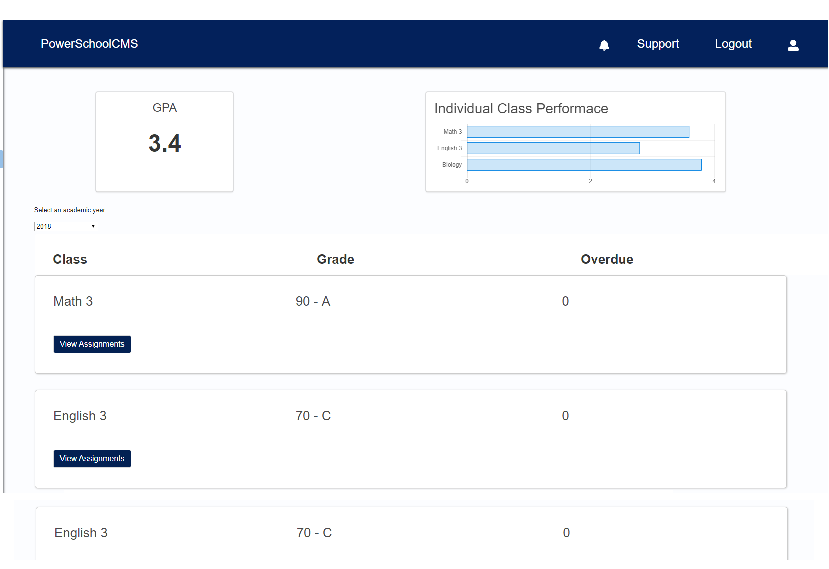 PowerSchoolCMS Support Logout
GPA
3.4
Individual Class Performace
Math 3
English 3
Biology
0 2 4
Select an academic year
2018
Class Grade Overdue
Math 3 90 - A 0
View Assignments
English 3 70 - C 0
View Assignments
English 3 70 - C 0